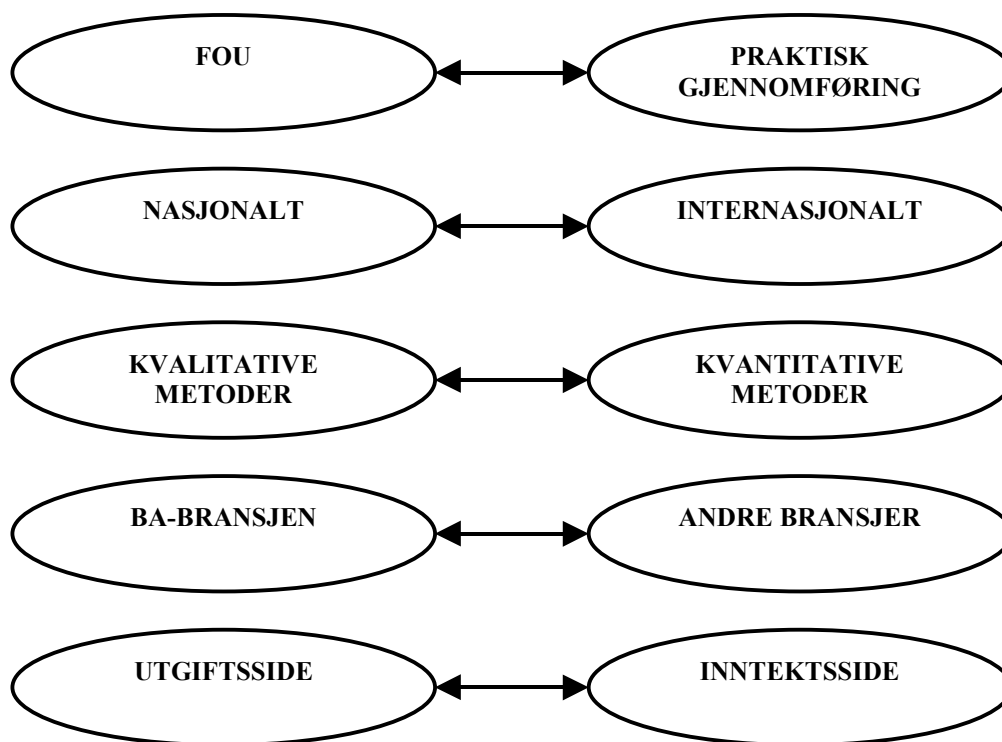 FOU
PRAKTISK
GJENNOMFØRING
NASJONALT
INTERNASJONALT
KVALITATIVE
METODER
KVANTITATIVE
METODER
BA-BRANSJEN
ANDRE BRANSJER
UTGIFTSSIDE
INNTEKTSSIDE